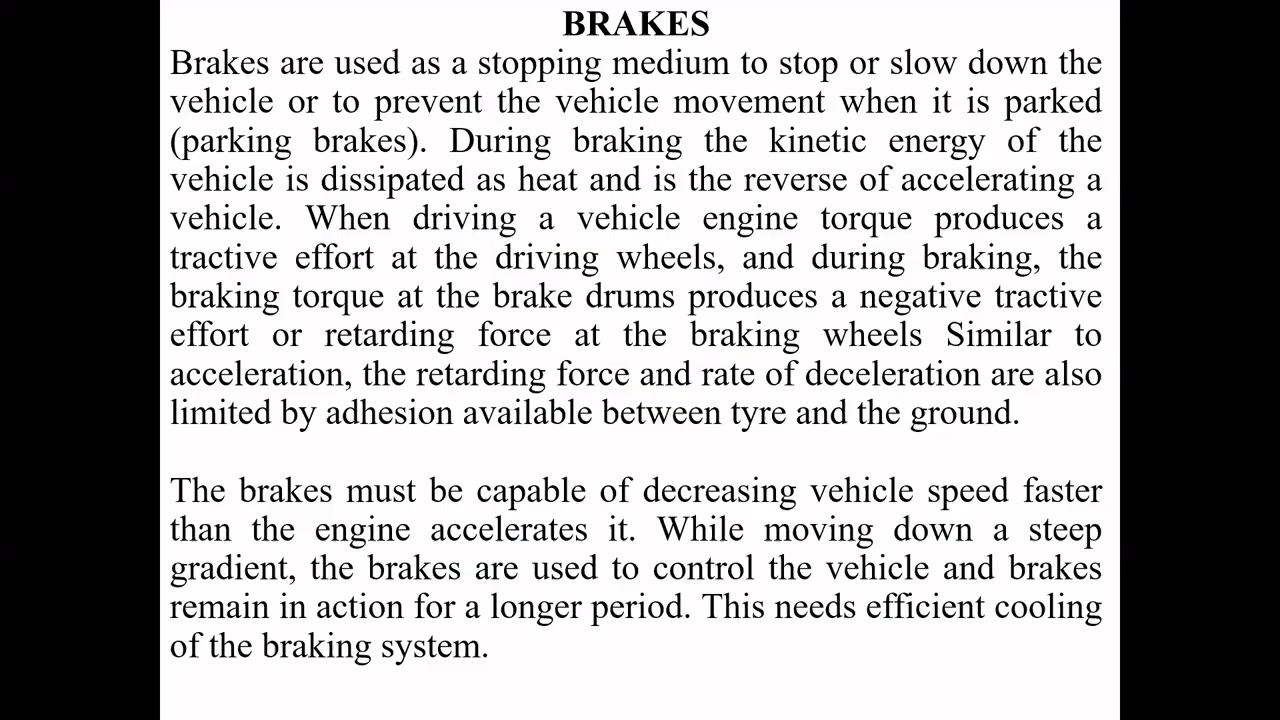 BRAKES
Brakes are used as a stopping medium to stop or slow down the
vehicle or to prevent the vehicle movement when it is parked
(parking brakes). During braking the kinetic energy of the
vehicle is dissipated as heat and is the reverse of accelerating a
vehicle. When driving a vehicle engine torque produces a
tractive effort at the driving wheels, and during braking, the
braking torque at the brake drums produces a negative tractive
effort or retarding force at the braking wheels Similar to
acceleration, the retarding force and rate of deceleration are also
limited by adhesion available between tyre and the ground.
The brakes must be capable of decreasing vehicle speed faster
than the engine accelerates it. While moving down a steep
gradient, the brakes are used to control the vehicle and brakes
remain in action for a longer period. This needs efficient cooling
of the braking system.